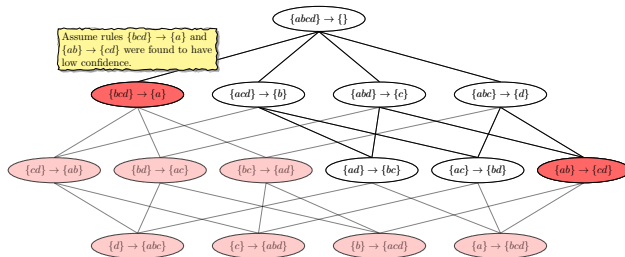 {abcd} → {}
Assume rules {bcd} → {a} and
{ab} → {cd} were found to have
low confidence.
{bcd} → {a}
{acd} → {b}
{abd} → {c}
{abc} → {d}
{cd} → {ab}
{bd} → {ac}
{bc} → {ad}
{ad} → {bc}
{ac} → {bd}
{ab} → {cd}
{d} → {abc}
{c} → {abd}
{b} → {acd}
{a} → {bcd}